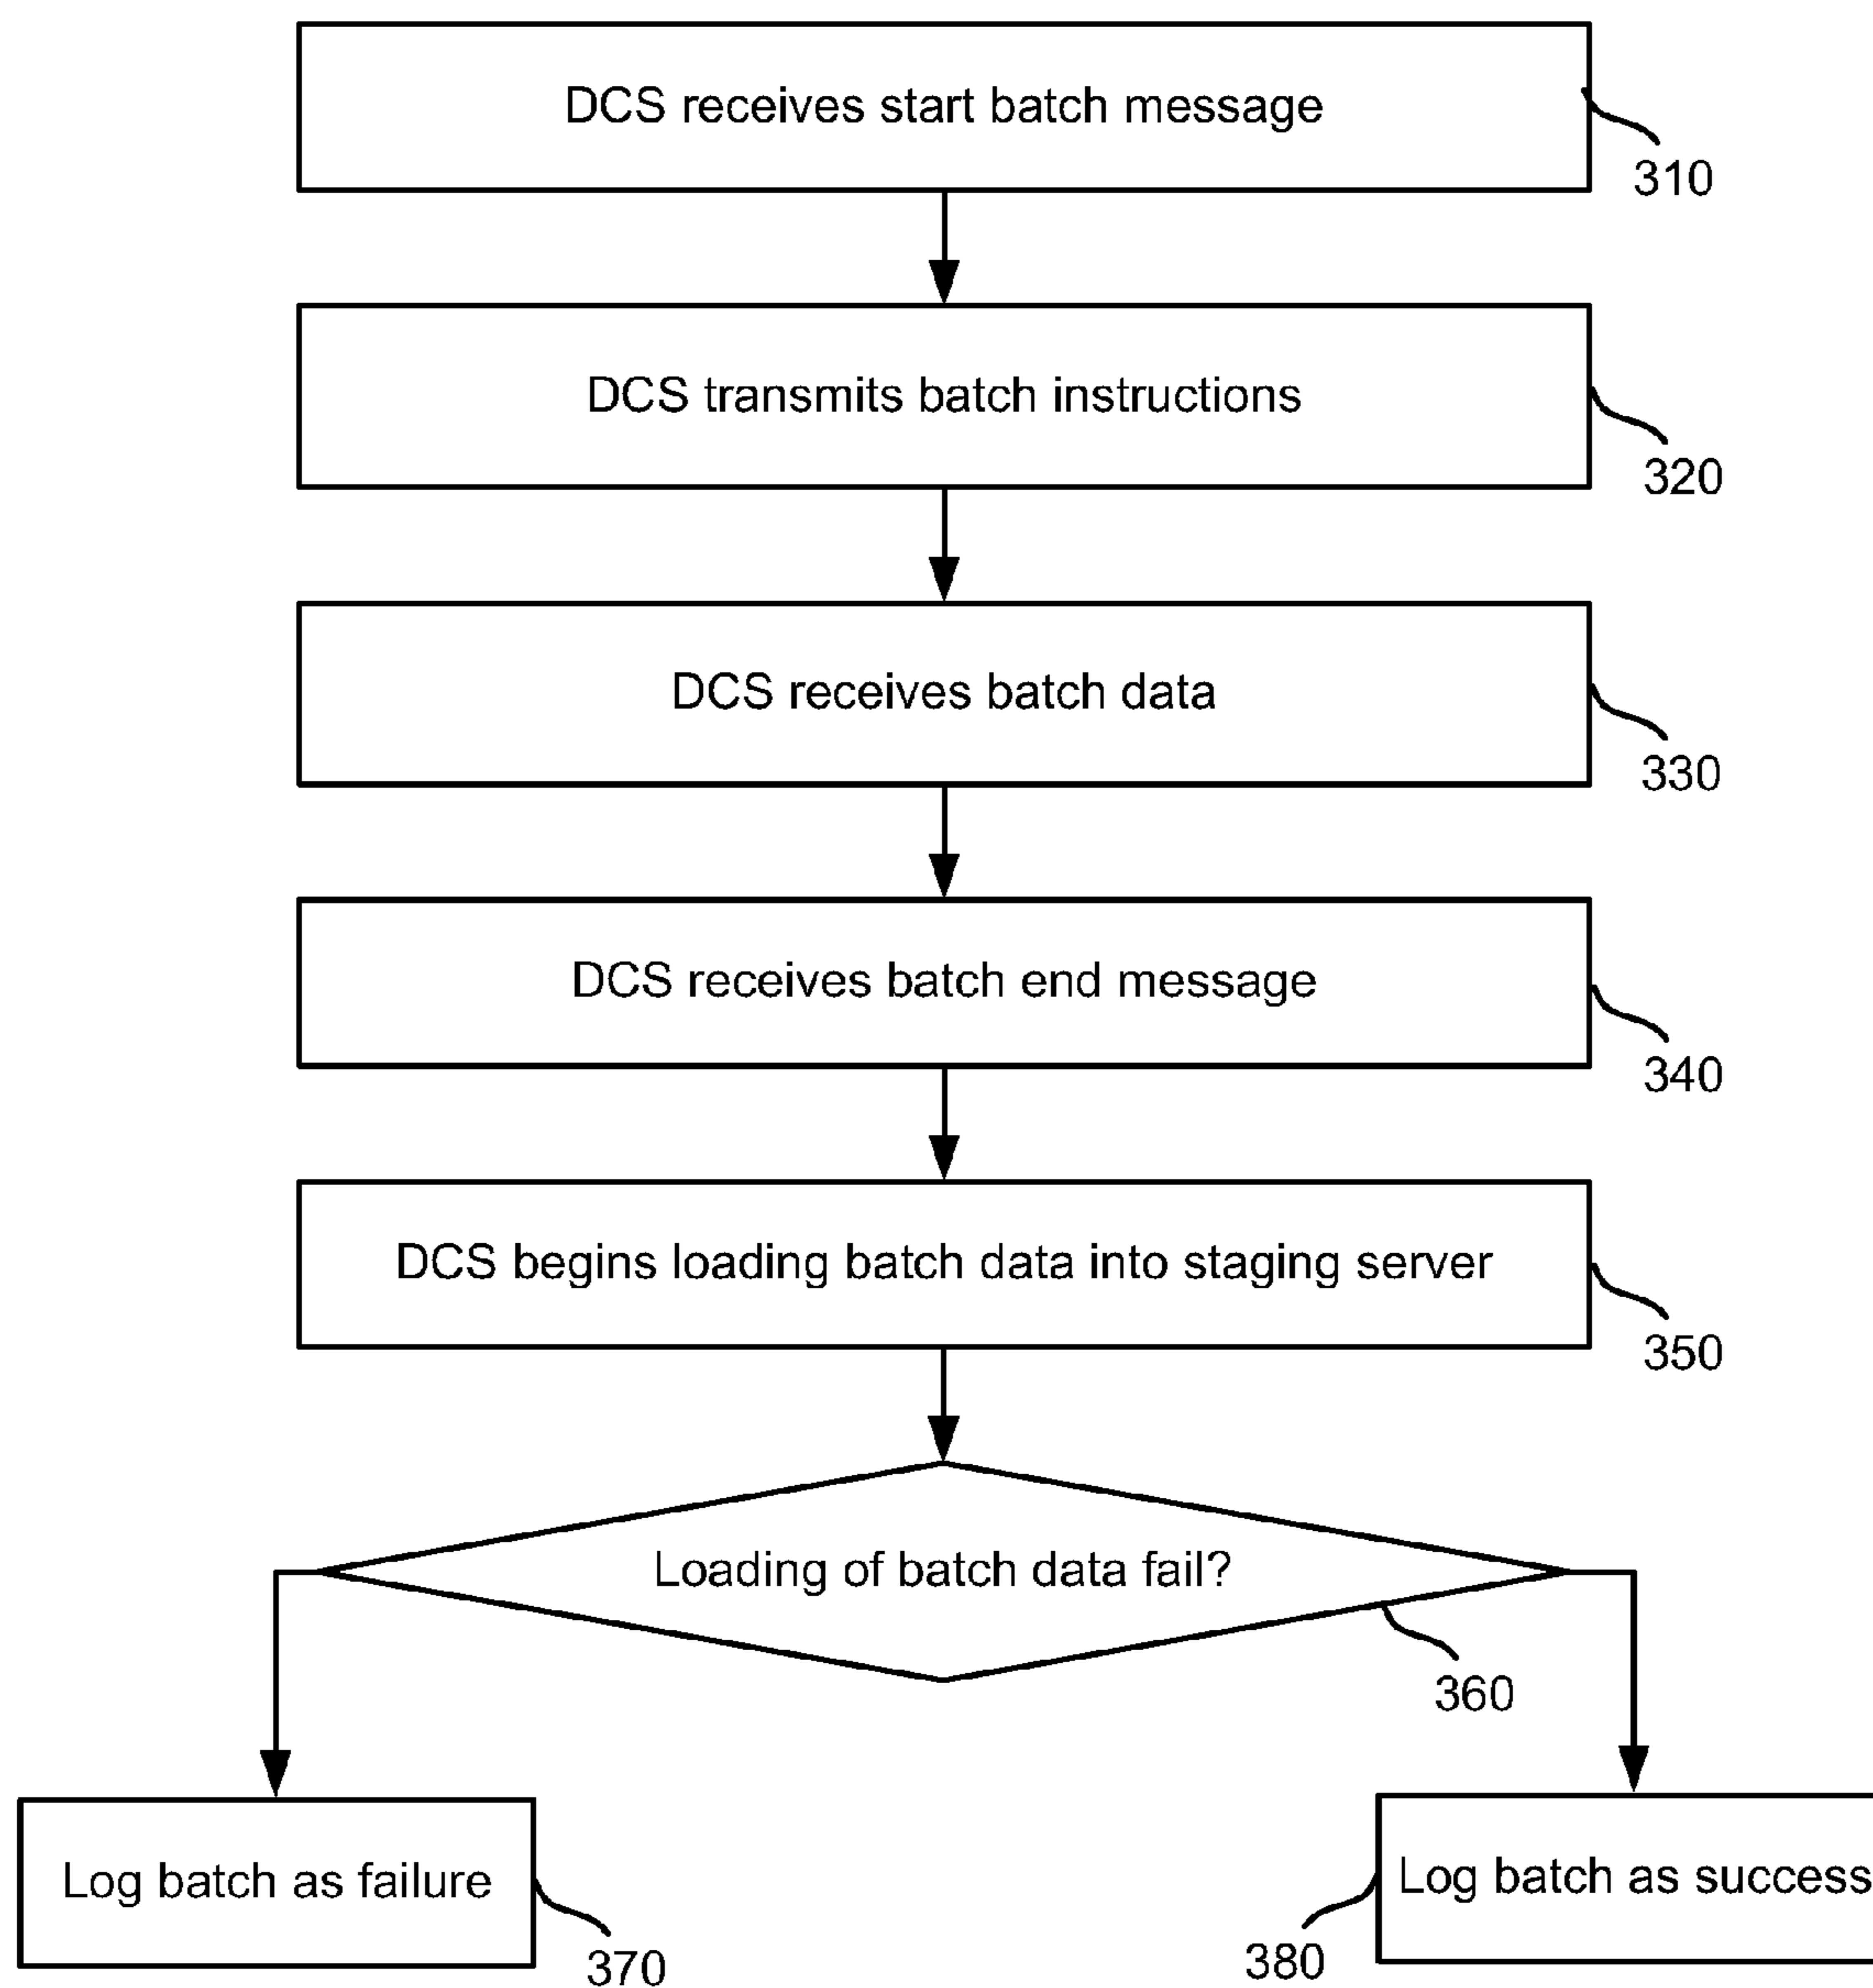 DCS receives start batch message
310
DCS transmits batch instructions
320
DCS receives batch data
330
DCS receives batch end message
340
DCS begins loading batch data into staging server
350
Loading of batch data fail?
360
Log batch as failure
370
Log batch as success
380